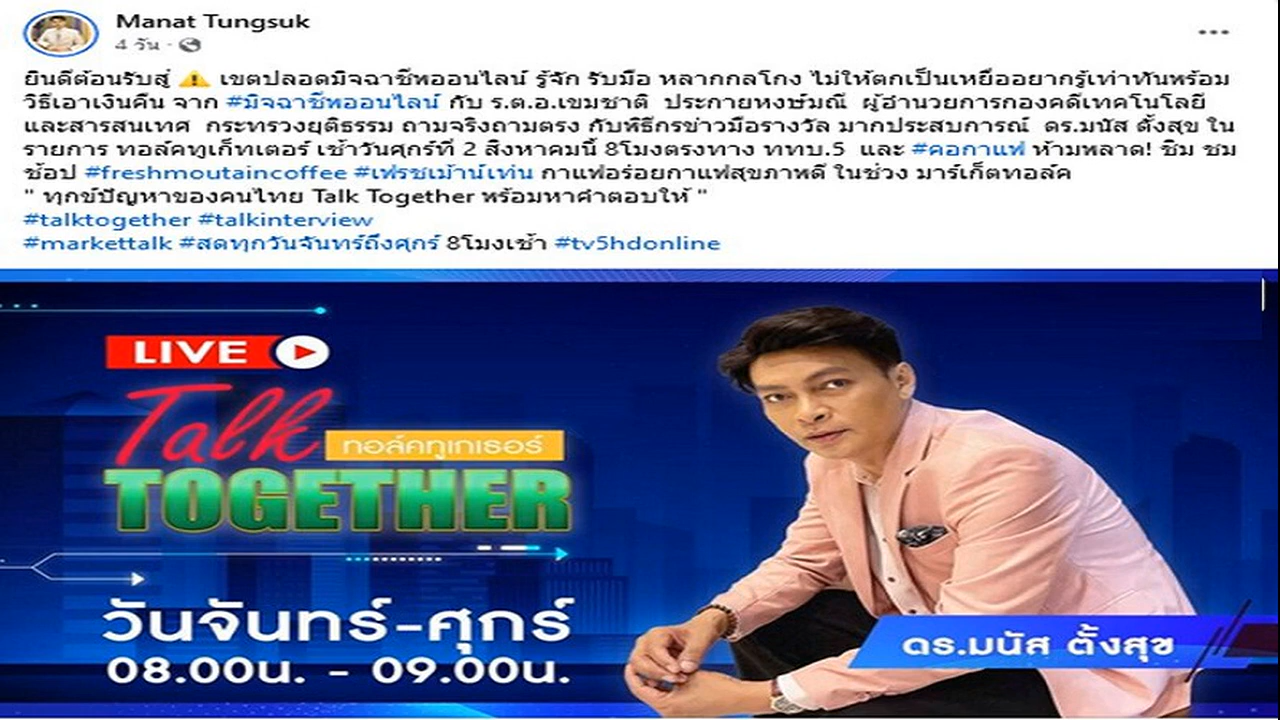 Manat Tungsuk
4 วัน ·
ยินดีต้อนรับสู่ ⚠️ เขตปลอดมิจฉาชีพออนไลน์ รู้จัก รับมือ หลากกลโกง ไม่ให้ตกเป็นเหยื่ออยากรู้เท่าทันพร้อม
วิธีเอาเงินคืน จาก #มิจฉาชีพออนไลน์ กับ ร.ต.อ.เขมชาติ ประกายหงษ์มณี ผู้อำนวยการกองคดีเทคโนโลยี
และสารสนเทศ กระทรวงยุติธรรม ถามจริงถามตรง กับพิธีกรข่าวมือรางวัล มากประสบการณ์ ดร.มนัส ตั้งสุข ใน
รายการ ทอล์คทูเก็ทเตอร์ เช้าวันศุกร์ที่ 2 สิงหาคมนี้ 8โมงตรงทาง ททบ.5 และ #คอกาแฟ ห้ามพลาด! ชิม ชม
ช้อป #freshmoutaincoffee #เฟรชเม้าน์เท่น กาแฟอร่อยกาแฟสุขภาพดี ในช่วง มาร์เก็ตทอล์ค
" ทุกข์ปัญหาของคนไทย Talk Together พร้อมหาคำตอบให้ "
#talktogether #talkinterview
#markettalk #สดทุกวันจันทร์ถึงศุกร์ 8โมงเช้า #tv5hdonline
LIVE
Talk
ทอล์คทูเกเธอร์
TOGETHER
วันจันทร์-ศุกร์
08.00น. - 09.00น.
ดร.มนัส ตั้งสุข